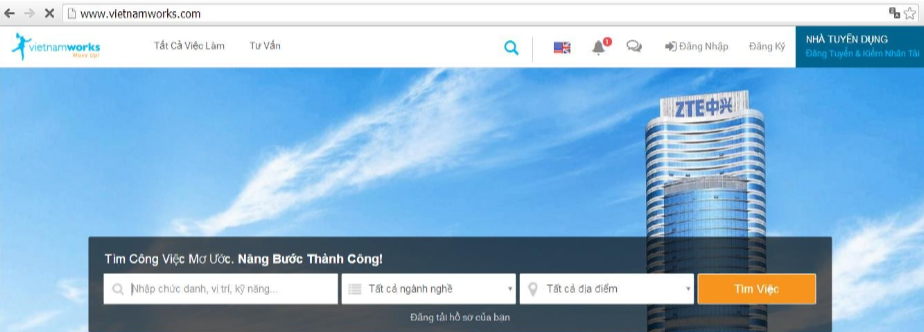 www.vietnamworks.com
vietnamworks
Tất Cả Việc Làm
Tư Vấn
1
Đăng Nhập
Đăng Ký
NHÀ TUYỂN DỤNG
Đăng Tuyển & Kiếm Nhân Tài
ZTE中兴
Tìm Công Việc Mơ Ước. Nâng Bước Thành Công!
Nhập chức danh, vị trí, kỹ năng...
Tất cả ngành nghề
Tất cả địa điểm
Tìm Việc
Đăng tải hồ sơ của bạn